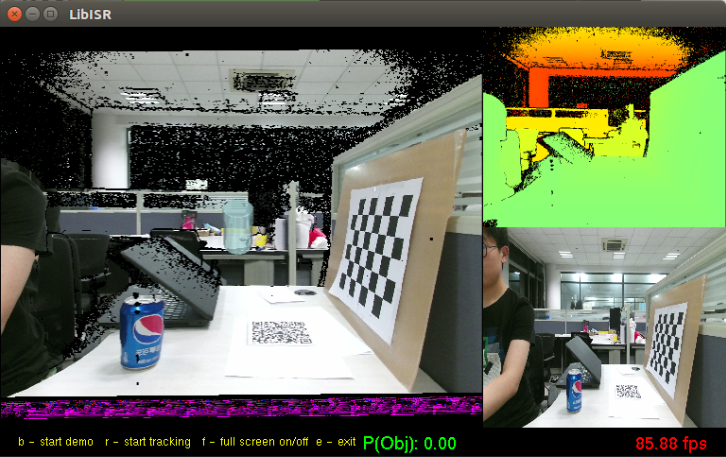 LibISR
b - start demo r - start tracking f - full screen on/off e - exit P(Obj): 0.00
85.88 fps